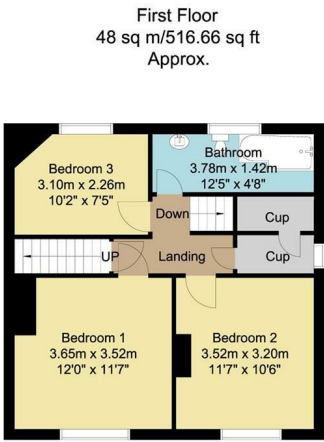 First Floor
48 sq m/516.66 sq ft
Approx.
Bedroom 3
3.10m x 2.26m
10'2" x 7'5"
Bathroom
3.78m x 1.42m
12'5" x 4'8"
Down
Cup
UP
Landing
Cup
Bedroom 1
3.65m x 3.52m
12'0" x 11'7"
Bedroom 2
3.52m x 3.20m
11'7" x 10'6"